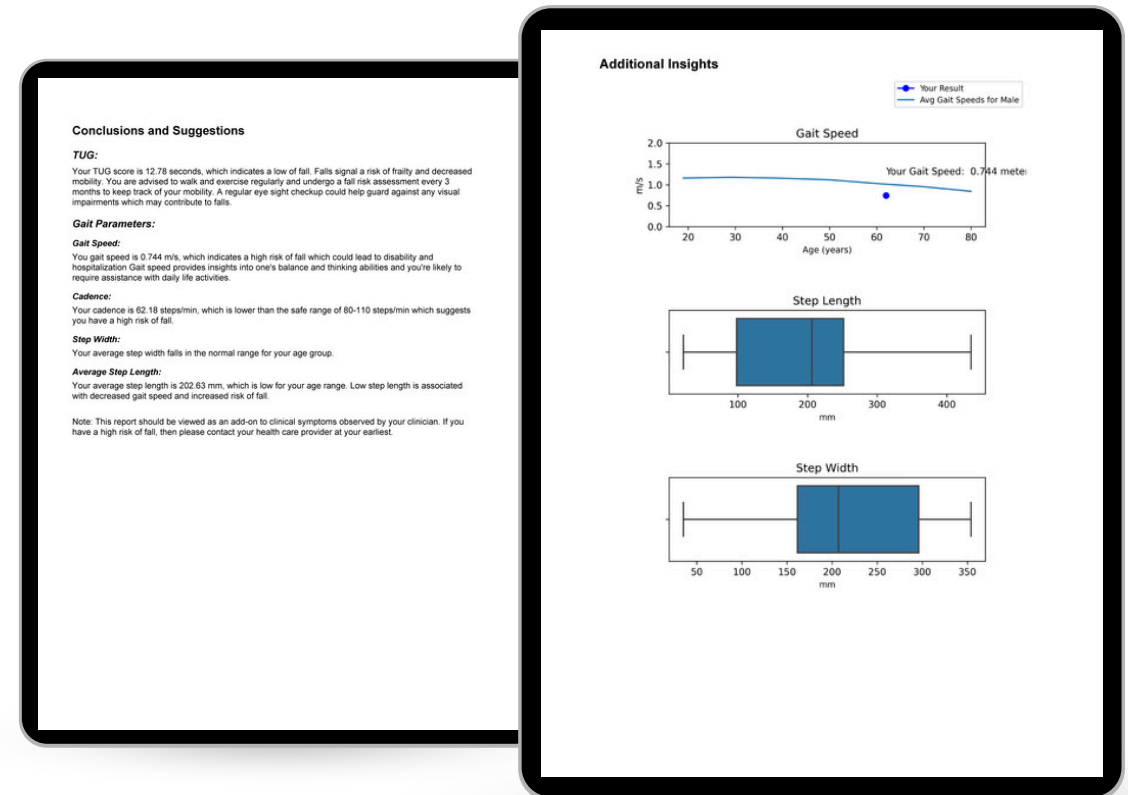 Conclusions and Suggestions
TUG:
Your TUG score is 12.78 seconds, which indicates a low of fall. Falls signal a risk of frailty and decreased
mobility. You are advised to walk and exercise regularly and undergo a fall risk assessment every 3
months to keep track of your mobility. A regular eye sight checkup could help guard against any visual
impairments which may contribute to falls.
Gait Parameters:
Gait Speed:
You gait speed is 0.744 m/s, which indicates a high risk of fall which could lead to disability and
hospitalization Gait speed provides insights into one's balance and thinking abilities and you're likely to
require assistance with daily life activities.
Cadence:
Your cadence is 62.18 steps/min, which is lower than the safe range of 80-110 steps/min which suggests
you have a high risk of fall.
Step Width:
Your average step width falls in the normal range for your age group.
Average Step Length:
Your average step length is 202.63 mm, which is low for your age range. Low step length is associated
with decreased gait speed and increased risk of fall.
Note: This report should be viewed as an add-on to clinical symptoms observed by your clinician. If you
have a high risk of fall, then please contact your health care provider at your earliest.
Additional Insights
Your Result
Avg Gait Speeds for Male
Gait Speed
2.0
1.5
1.0
0.5
0.0
m/s
Your Gait Speed: 0.744 meter
20 30 40 50 60 70 80
Age (years)
Step Length
100 200 300 400
mm
Step Width
50 100 150 200 250 300 350
mm